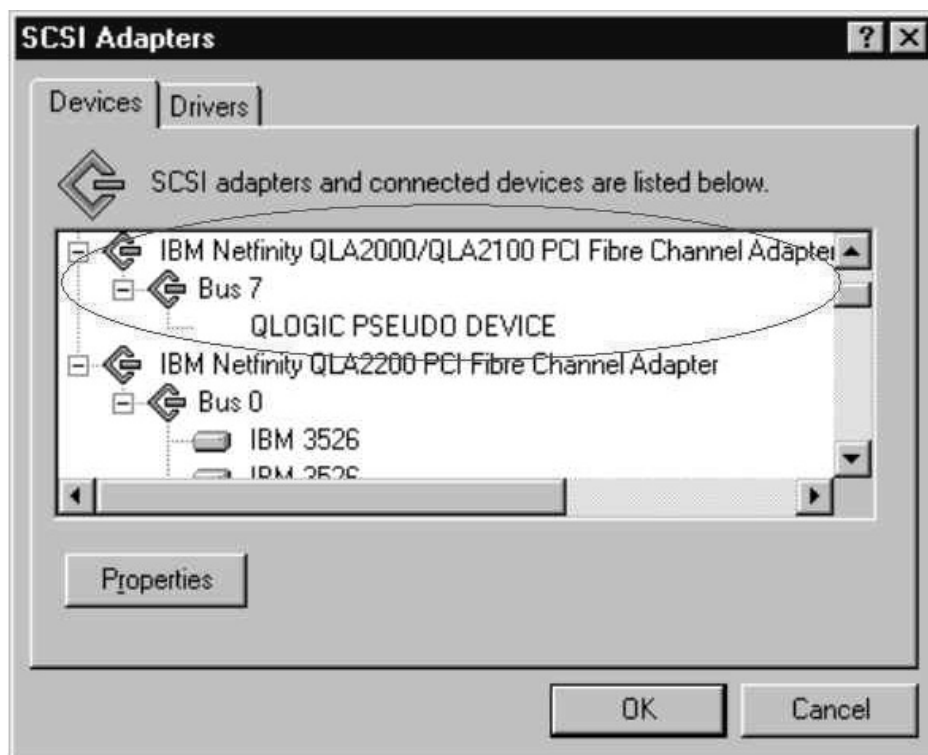 SCSI Adapters
Devices Drivers
SCSI adapters and connected devices are listed below.
IBM Netfinity QLA2000/QLA2100 PCI Fibre Channel Adapter
Bus 7
QLOGIC PSEUDO DEVICE
IBM Netfinity QLA2200 PCI Fibre Channel Adapter
Bus 0
IBM 3526
IBM 3526
Properties
OK Cancel